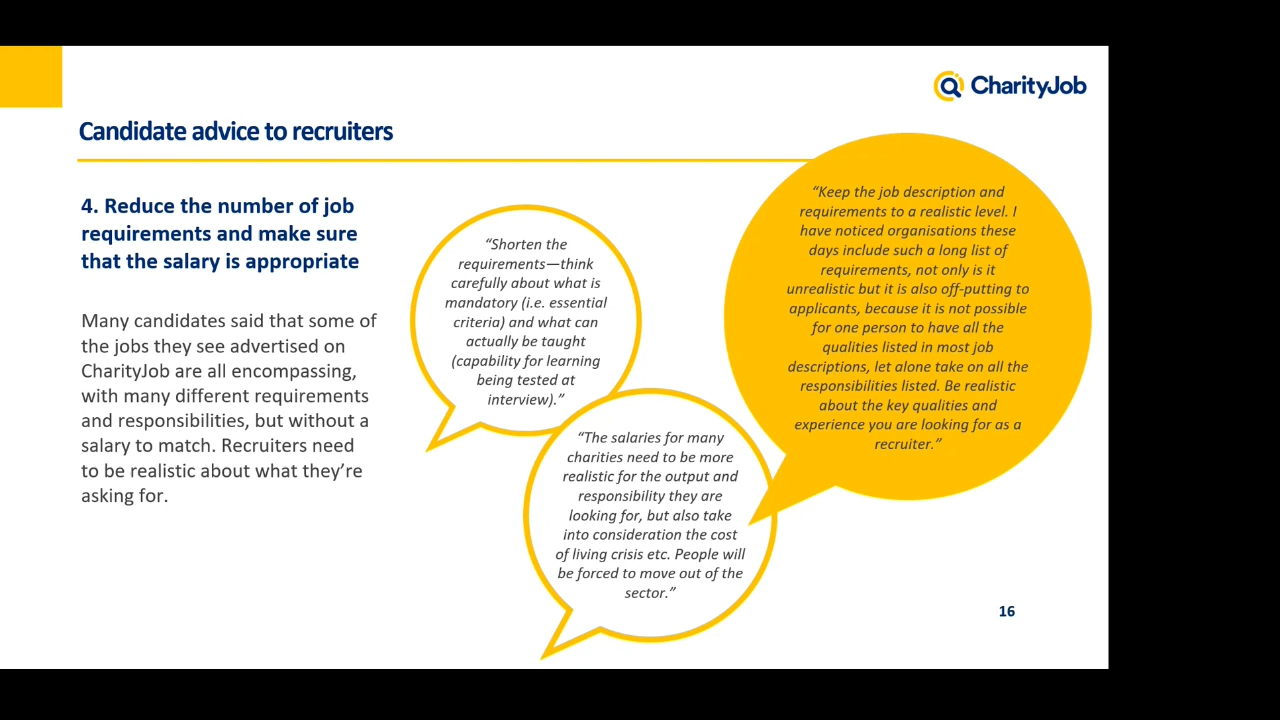 CharityJob
Candidate advice to recruiters
4. Reduce the number of job
requirements and make sure
that the salary is appropriate
Many candidates said that some of
the jobs they see advertised on
CharityJob are all encompassing,
with many different requirements
and responsibilities, but without a
salary to match. Recruiters need
to be realistic about what they’re
asking for.
“Shorten the
requirements—think
carefully about what is
mandatory (i.e. essential
criteria) and what can
actually be taught
(capability for learning
being tested at
interview).”
“The salaries for many
charities need to be more
realistic for the output and
responsibility they are
looking for, but also take
into consideration the cost
of living crisis etc. People will
be forced to move out of the
sector.”
“Keep the job description and
requirements to a realistic level. I
have noticed organisations these
days include such a long list of
requirements, not only is it
unrealistic but it is also off-putting to
applicants, because it is not possible
for one person to have all the
qualities listed in most job
descriptions, let alone take on all the
responsibilities listed. Be realistic
about the key qualities and
experience you are looking for as a
recruiter.”
16